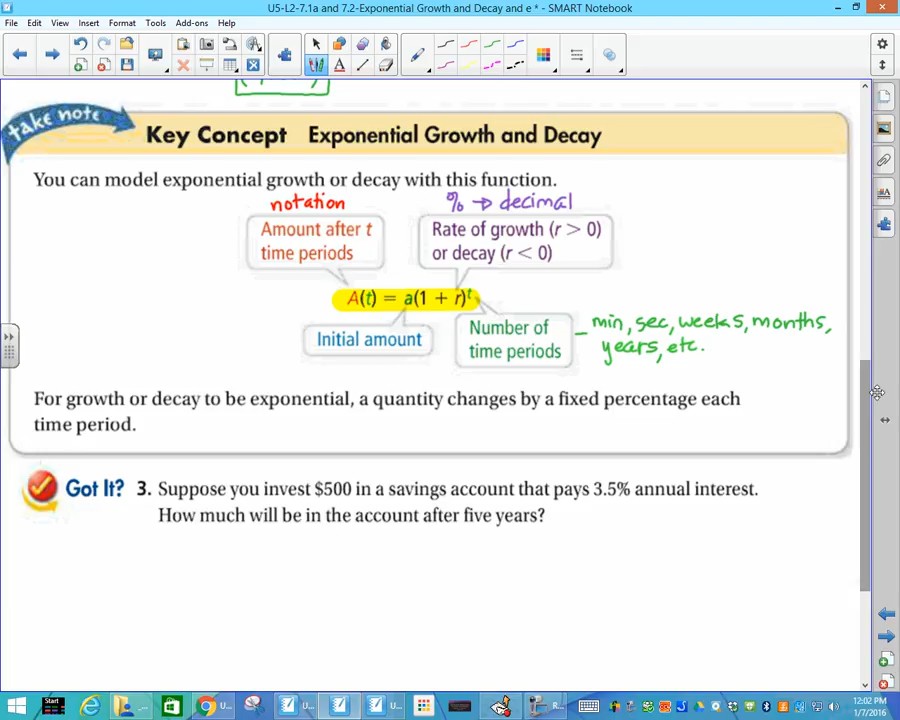 U5-L2-7.1a and 7.2-Exponential Growth and Decay and e * - SMART Notebook
File Edit View Insert Format Tools Add-ons Help
take note
Key Concept Exponential Growth and Decay
You can model exponential growth or decay with this function.
notation
% → decimal
Amount after t
time periods
Rate of growth (r > 0)
or decay (r < 0)
A(t) = a(1 + r)^t
Initial amount
Number of
time periods
– min, sec, weeks, months,
years, etc.
For growth or decay to be exponential, a quantity changes by a fixed percentage each
time period.
Got It? 3. Suppose you invest $500 in a savings account that pays 3.5% annual interest.
How much will be in the account after five years?
Start
U...
U...
U...
U...
R...
12:02 PM
1/7/2016